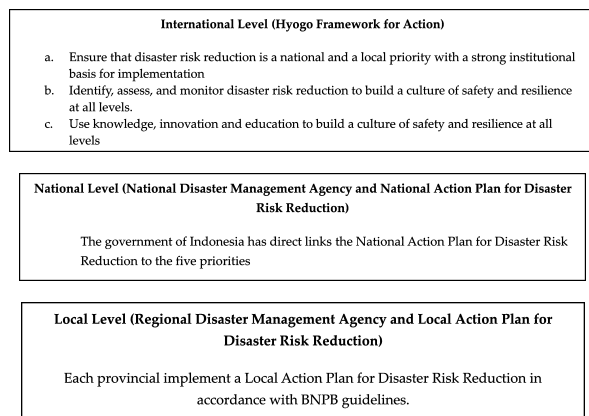 International Level (Hyogo Framework for Action)
a. Ensure that disaster risk reduction is a national and a local priority with a strong institutional
basis for implementation
b. Identify, assess, and monitor disaster risk reduction to build a culture of safety and resilience
at all levels.
c. Use knowledge, innovation and education to build a culture of safety and resilience at all
levels
National Level (National Disaster Management Agency and National Action Plan for Disaster
Risk Reduction)
The government of Indonesia has direct links the National Action Plan for Disaster Risk
Reduction to the five priorities
Local Level (Regional Disaster Management Agency and Local Action Plan for
Disaster Risk Reduction)
Each provincial implement a Local Action Plan for Disaster Risk Reduction in
accordance with BNPB guidelines.